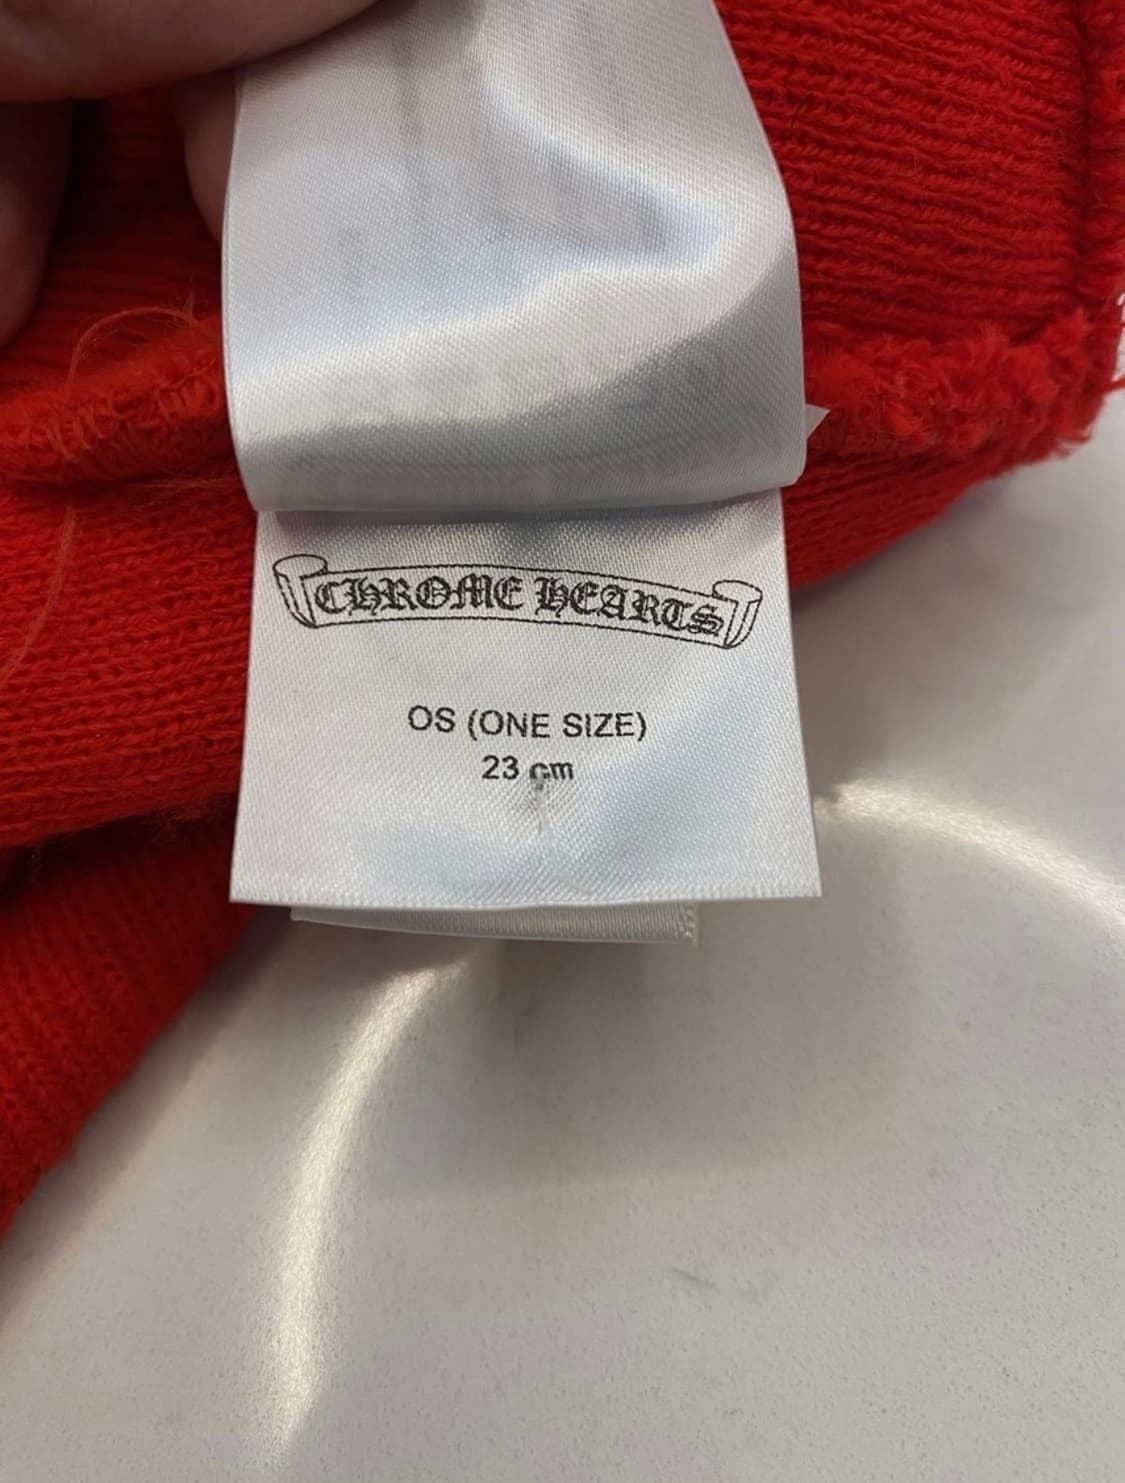 CHROME HEARTS
OS (ONE SIZE)
23 cm